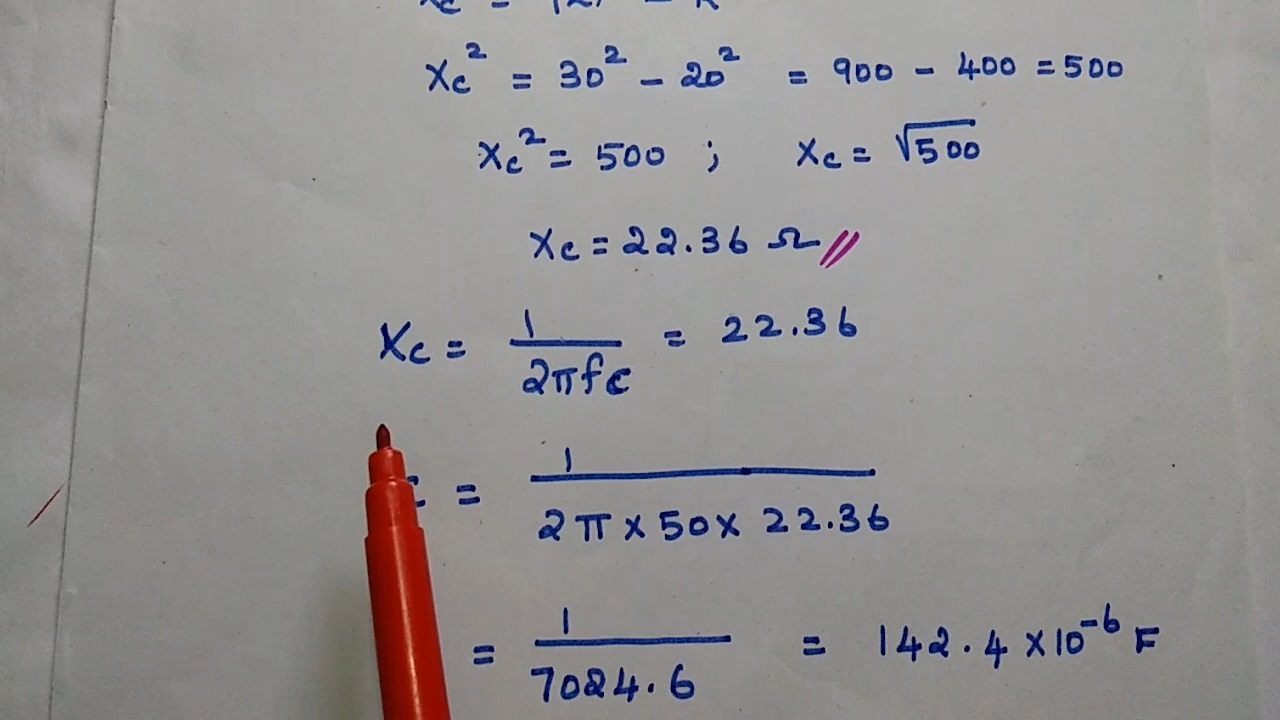 Xc² = 30² - 20² = 900 - 400 = 500
Xc² = 500 ; Xc = √500
Xc = 22.36 Ω //
Xc = 1 / 2πfc = 22.36
= 1 / 2π x 50 x 22.36
= 1 / 7024.6 = 142.4 x 10⁻⁶ F